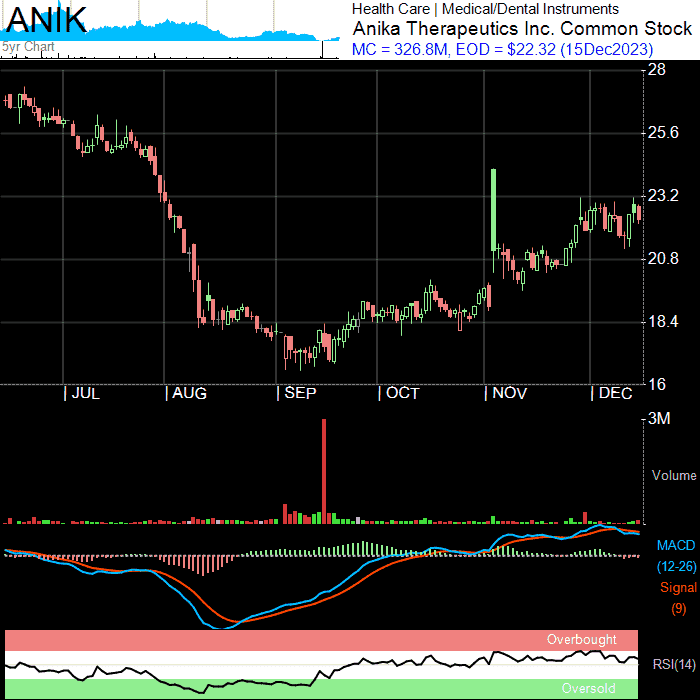 ANIK
5yr Chart
Health Care | Medical/Dental Instruments
Anika Therapeutics Inc. Common Stock
MC = 326.8M, EOD = $22.32 (15Dec2023)
28
25.6
23.2
20.8
18.4
16
| JUL | AUG | SEP | OCT | NOV | DEC
3M
Volume
MACD
(12-26)
Signal
(9)
Overbought
RSI(14)
Oversold